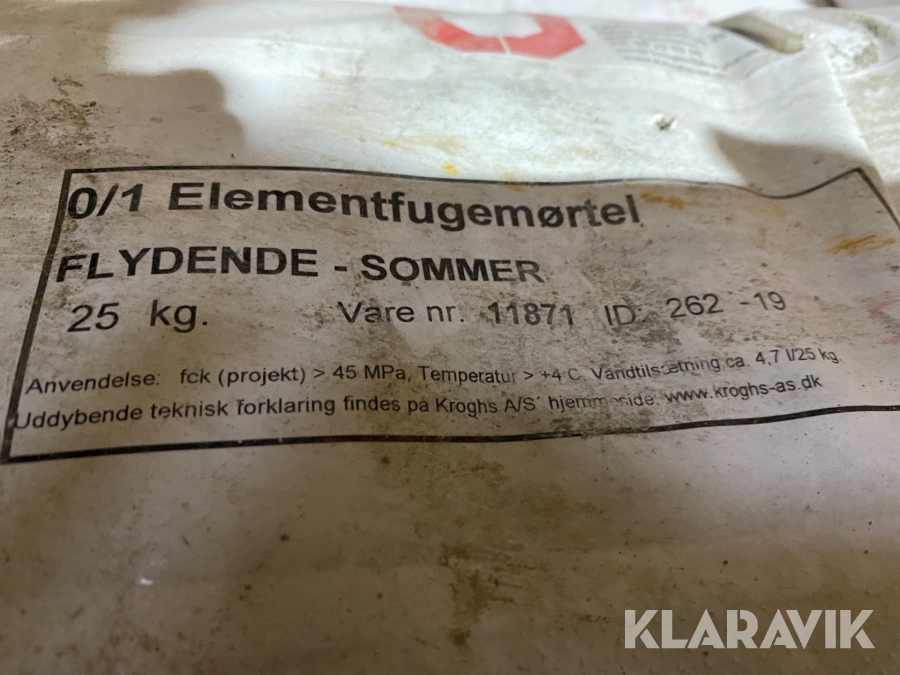 0/1 Elementfugemørtel
FLYDENDE - SOMMER
25 kg. Vare nr. 11871 ID: 262 -19
Anvendelse: fck (projekt) > 45 MPa, Temperatur > +4 C. Vandtilsætning ca. 4,7 l/25 kg.
Uddybende teknisk forklaring findes på Kroghs A/S´ hjemmeside: www.kroghs-as.dk
KLARAVIK